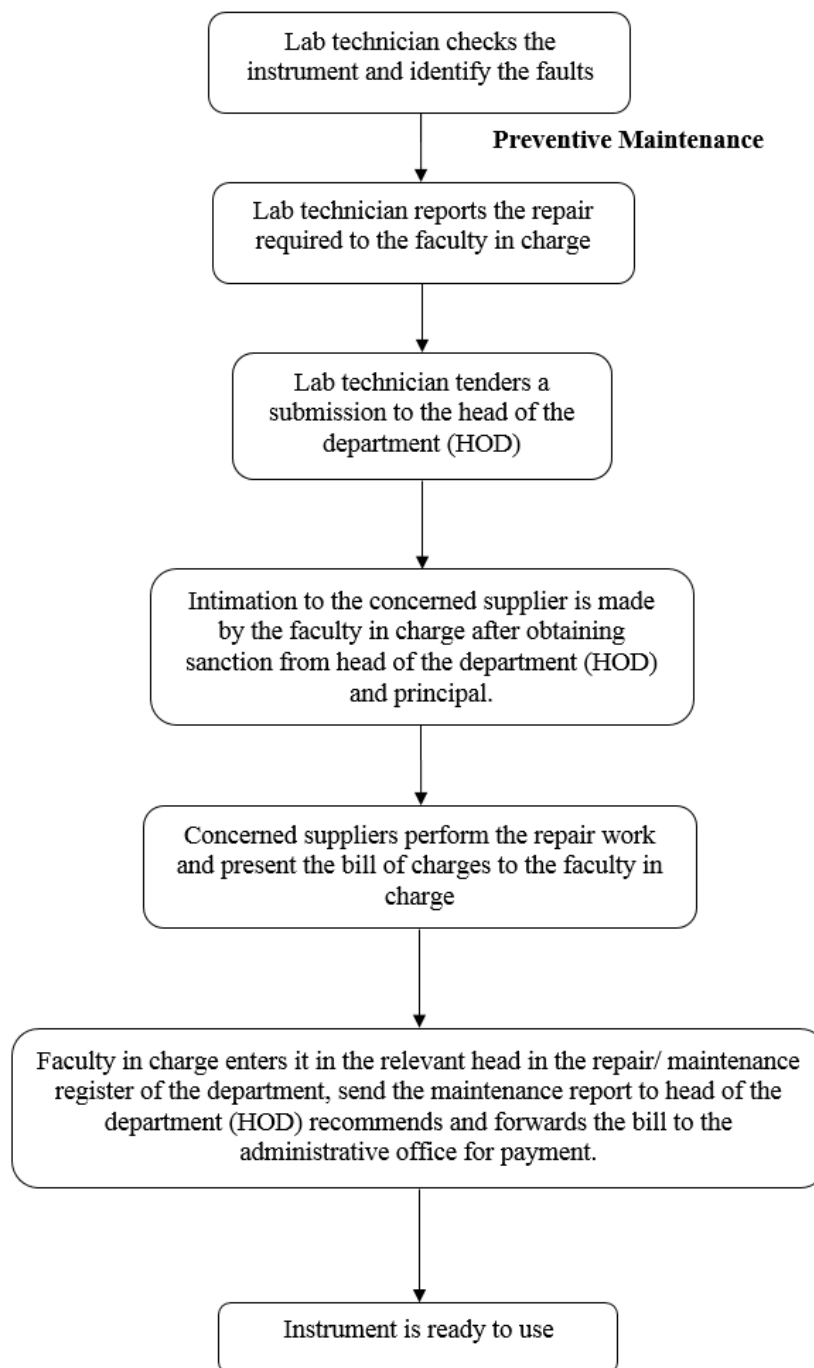 Lab technician checks the
instrument and identify the faults
Preventive Maintenance
Lab technician reports the repair
required to the faculty in charge
Lab technician tenders a
submission to the head of the
department (HOD)
Intimation to the concerned supplier is made
by the faculty in charge after obtaining
sanction from head of the department (HOD)
and principal.
Concerned suppliers perform the repair work
and present the bill of charges to the faculty in
charge
Faculty in charge enters it in the relevant head in the repair/ maintenance
register of the department, send the maintenance report to head of the
department (HOD) recommends and forwards the bill to the
administrative office for payment.
Instrument is ready to use